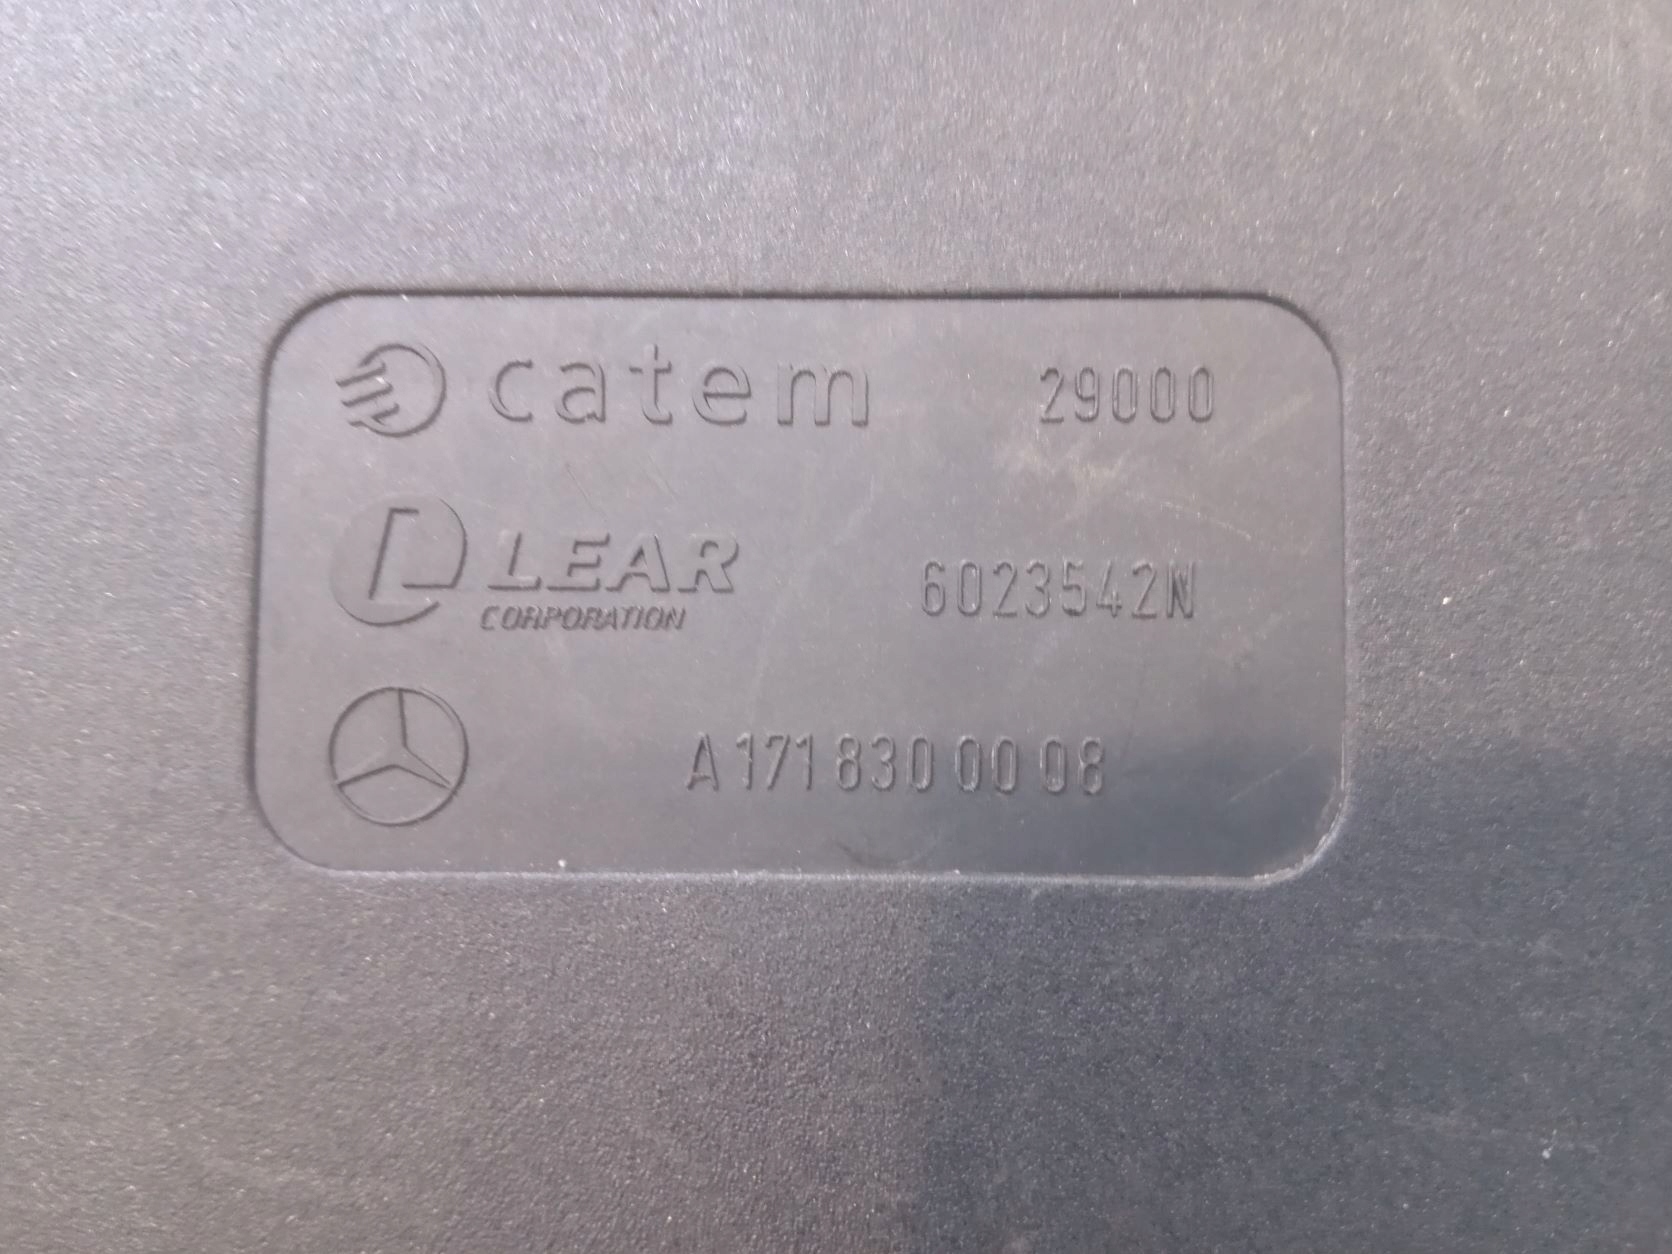 catem 29000
LEAR 6023542N
CORPORATION
A 171 830 00 08